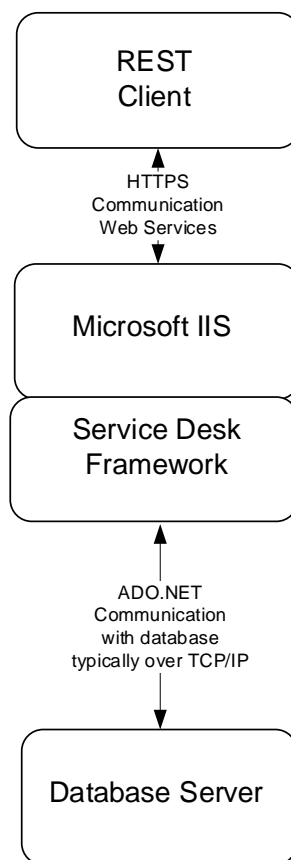 REST
Client
HTTPS
Communication
Web Services
Microsoft IIS
Service Desk
Framework
ADO.NET
Communication
with database
typically over TCP/IP
Database Server